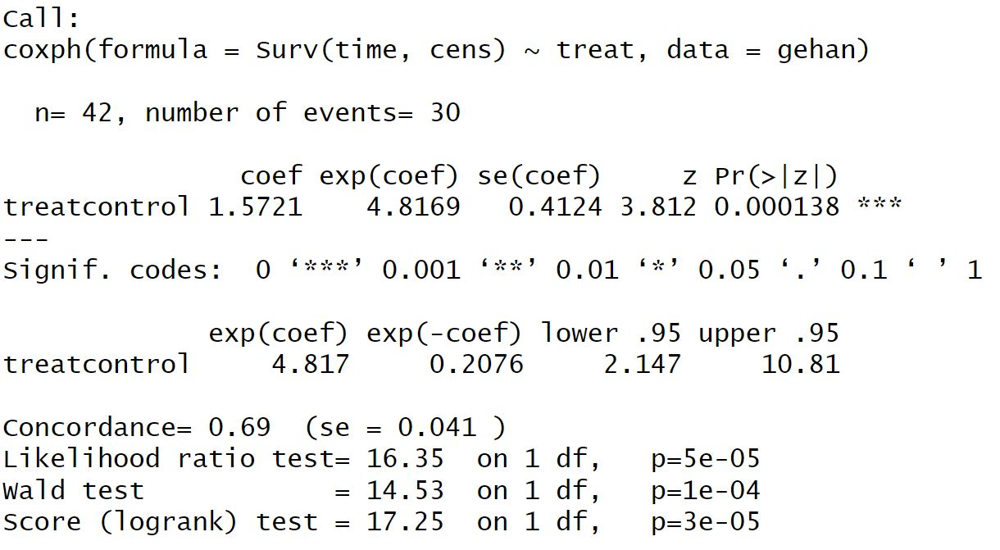 Call:
coxph(formula = Surv(time, cens) ~ treat, data = gehan)
n= 42, number of events= 30
coef exp(coef) se(coef) z Pr(>|z|)
treatcontrol 1.5721 4.8169 0.4124 3.812 0.000138 ***
---
Signif. codes: 0 ‘***’ 0.001 ‘**’ 0.01 ‘*’ 0.05 ‘.’ 0.1 ‘ ’ 1
exp(coef) exp(-coef) lower .95 upper .95
treatcontrol 4.817 0.2076 2.147 10.81
Concordance= 0.69 (se = 0.041 )
Likelihood ratio test= 16.35 on 1 df, p=5e-05
Wald test = 14.53 on 1 df, p=1e-04
Score (logrank) test = 17.25 on 1 df, p=3e-05